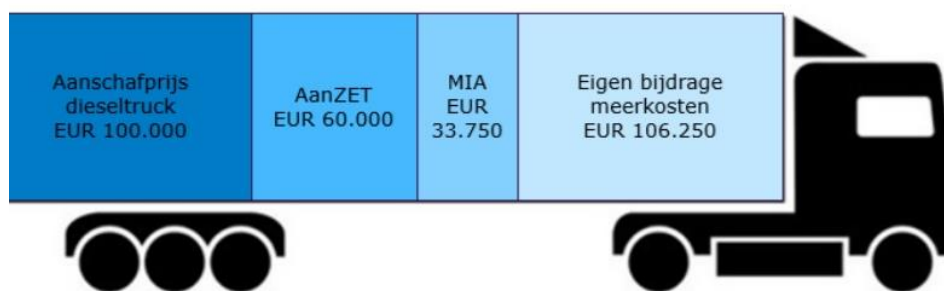 Aanschafprijs
dieseltruck
EUR 100.000
AanZET
EUR 60.000
MIA
EUR
33.750
Eigen bijdrage
meerkosten
EUR 106.250